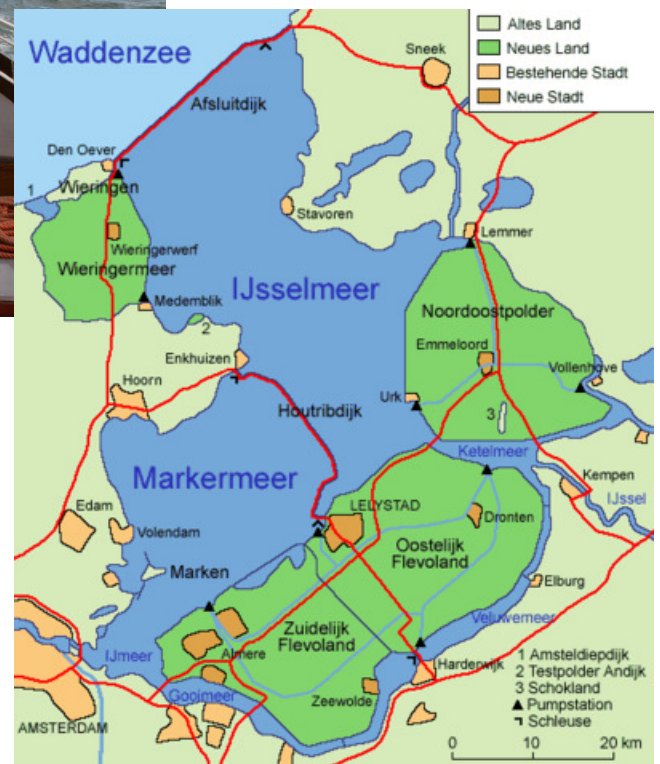 Waddenzee
Altes Land
Neues Land
Bestehende Stadt
Neue Stadt
Sneek
Afsluitdijk
Den Oever
1
Wieringen
Stavoren
Lemmer
Wieringerwerf
Wieringermeer
IJsselmeer
Medemblik
2
Noordoostpolder
Emmeloord
Enkhuizen
Vollenhove
Hoorn
Urk
Houtribdijk
3
Ketelmeer
Markermeer
Kempen
IJssel
Edam
LELYSTAD
Volendam
Dronten
Oostelijk
Flevoland
Marken
Elburg
Zuidelijk
Flevoland
Veluwemeer
IJmeer
Almere
Harderwijk
Gooimeer
Zeewolde
AMSTERDAM
1 Amsteldiepdijk
2 Testpolder Andijk
3 Schokland
Pumpstation
Schleuse
0 10 20 km